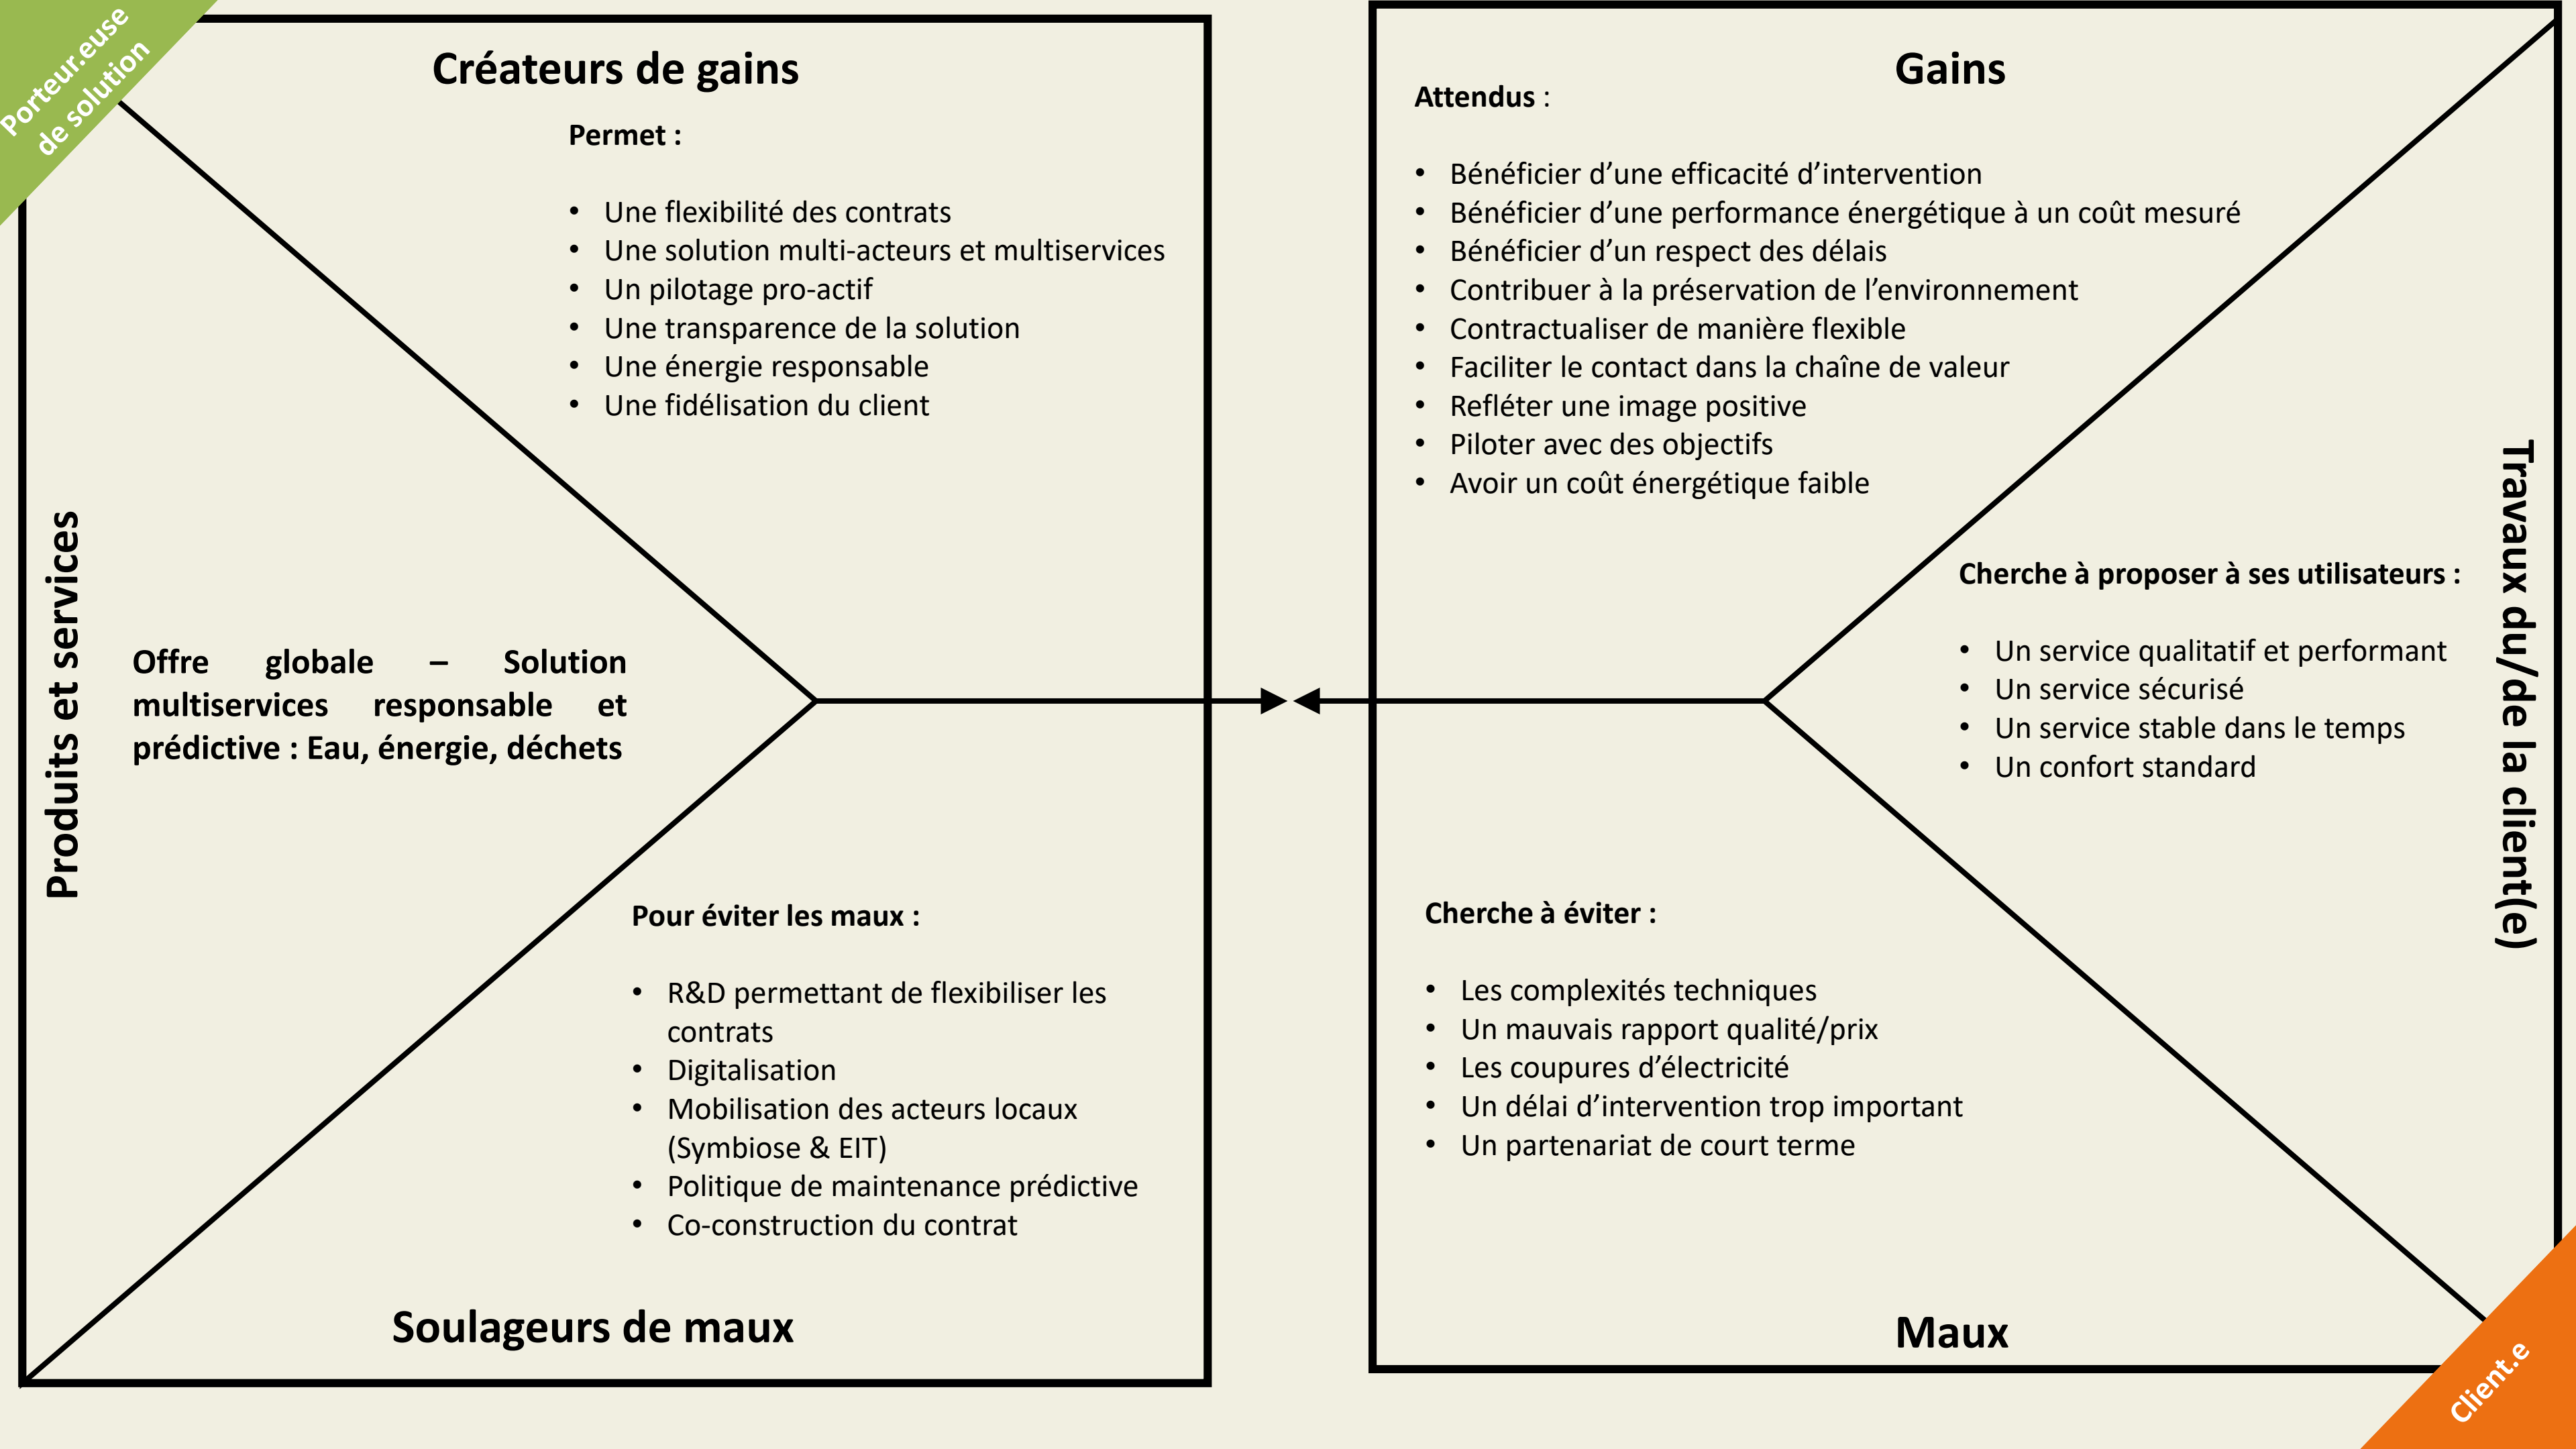 Porteur.euse
de solution
Créateurs de gains
Permet :
• Une flexibilité des contrats
• Une solution multi-acteurs et multiservices
• Un pilotage pro-actif
• Une transparence de la solution
• Une énergie responsable
• Une fidélisation du client
Produits et services
Offre globale – Solution
multiservices responsable et
prédictive : Eau, énergie, déchets
Pour éviter les maux :
• R&D permettant de flexibiliser les
contrats
• Digitalisation
• Mobilisation des acteurs locaux
(Symbiose & EIT)
• Politique de maintenance prédictive
• Co-construction du contrat
Soulageurs de maux
Gains
Attendus :
• Bénéficier d’une efficacité d’intervention
• Bénéficier d’une performance énergétique à un coût mesuré
• Bénéficier d’un respect des délais
• Contribuer à la préservation de l’environnement
• Contractualiser de manière flexible
• Faciliter le contact dans la chaîne de valeur
• Refléter une image positive
• Piloter avec des objectifs
• Avoir un coût énergétique faible
Cherche à proposer à ses utilisateurs :
• Un service qualitatif et performant
• Un service sécurisé
• Un service stable dans le temps
• Un confort standard
Travaux du/de la client(e)
Cherche à éviter :
• Les complexités techniques
• Un mauvais rapport qualité/prix
• Les coupures d’électricité
• Un délai d’intervention trop important
• Un partenariat de court terme
Maux
Client.e